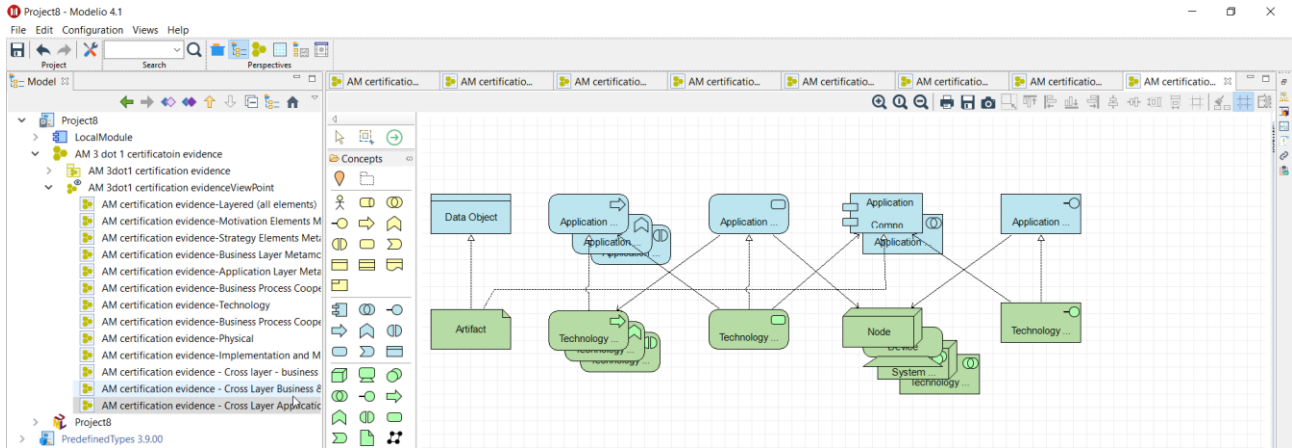 Project8 - Modelio 4.1
File Edit Configuration Views Help
Project Search Perspectives
Model
AM certificatio... AM certificatio... AM certificatio... AM certificatio... AM certificatio... AM certificatio... AM certificatio... AM certificatio...
Project8
LocalModule
AM 3 dot 1 certificatoin evidence
AM 3dot1 certification evidence
AM 3dot1 certification evidenceViewPoint
AM certification evidence-Layered (all elements)
AM certification evidence-Motivation Elements M
AM certification evidence-Strategy Elements Meta
AM certification evidence-Business Layer Metamc
AM certification evidence-Application Layer Meta
AM certification evidence-Business Process Coope
AM certification evidence-Technology
AM certification evidence-Business Process Coope
AM certification evidence-Physical
AM certification evidence-Implementation and M
AM certification evidence - Cross layer - business
AM certification evidence - Cross Layer Business &
AM certification evidence - Cross Layer Applicatic
Project8
PredefinedTypes 3.9.00
Concepts
Data Object
Application ...
Application ...
Application ...
Application ...
Application
Compo
Application
Application ...
Artifact
Technology ...
Technology ...
Technology ...
Technology ...
Node
Device
System ...
Technology ...
Technology ...